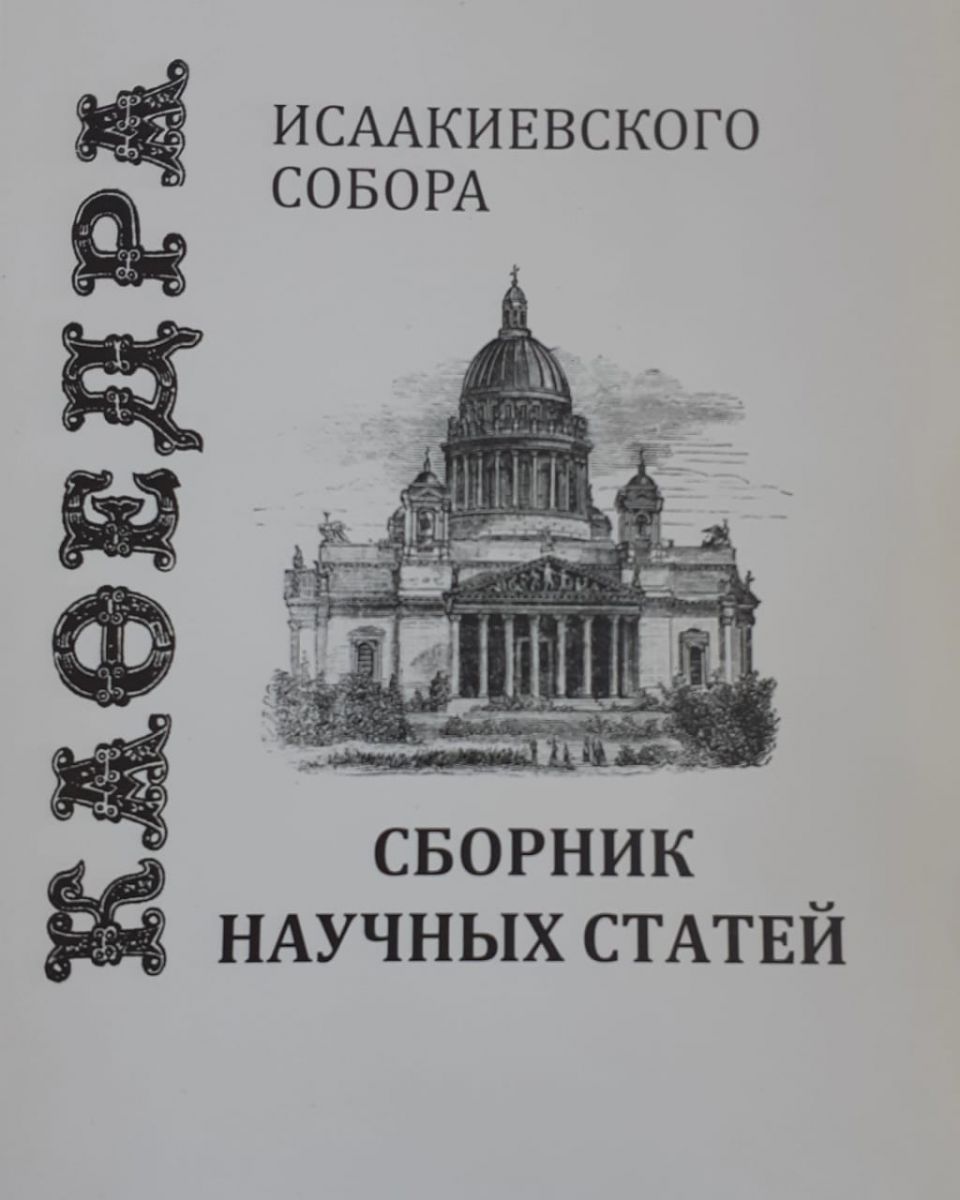 КАФЕДРА
ИСААКИЕВСКОГО
СОБОРА
СБОРНИК
НАУЧНЫХ СТАТЕЙ